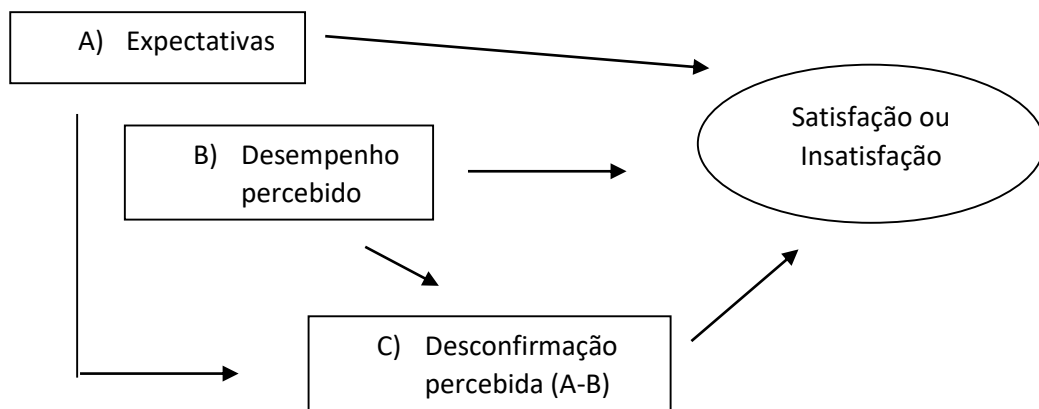 A) Expectativas
B) Desempenho
percebido
Satisfação ou
Insatisfação
C) Desconfirmação
percebida (A-B)